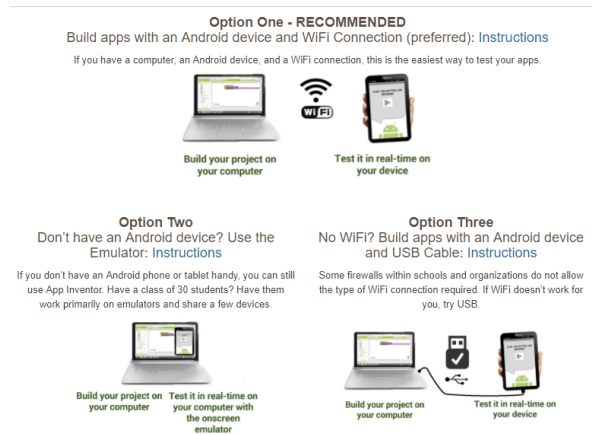 Option One - RECOMMENDED
Build apps with an Android device and WiFi Connection (preferred): Instructions
If you have a computer, an Android device, and a WiFi connection, this is the easiest way to test your apps.
WiFi
Build your project on
your computer
Test it in real-time on
your device
Option Two
Don't have an Android device? Use the
Emulator: Instructions
If you don't have an Android phone or tablet handy, you can still
use App Inventor. Have a class of 30 students? Have them
work primarily on emulators and share a few devices.
Build your project on
your computer
Test it in real-time on
your computer with
the onscreen
emulator
Option Three
No WiFi? Build apps with an Android device
and USB Cable: Instructions
Some firewalls within schools and organizations do not allow
the type of WiFi connection required. If WiFi doesn't work for
you, try USB.
Build your project on
your computer
Test it in real-time on
your device